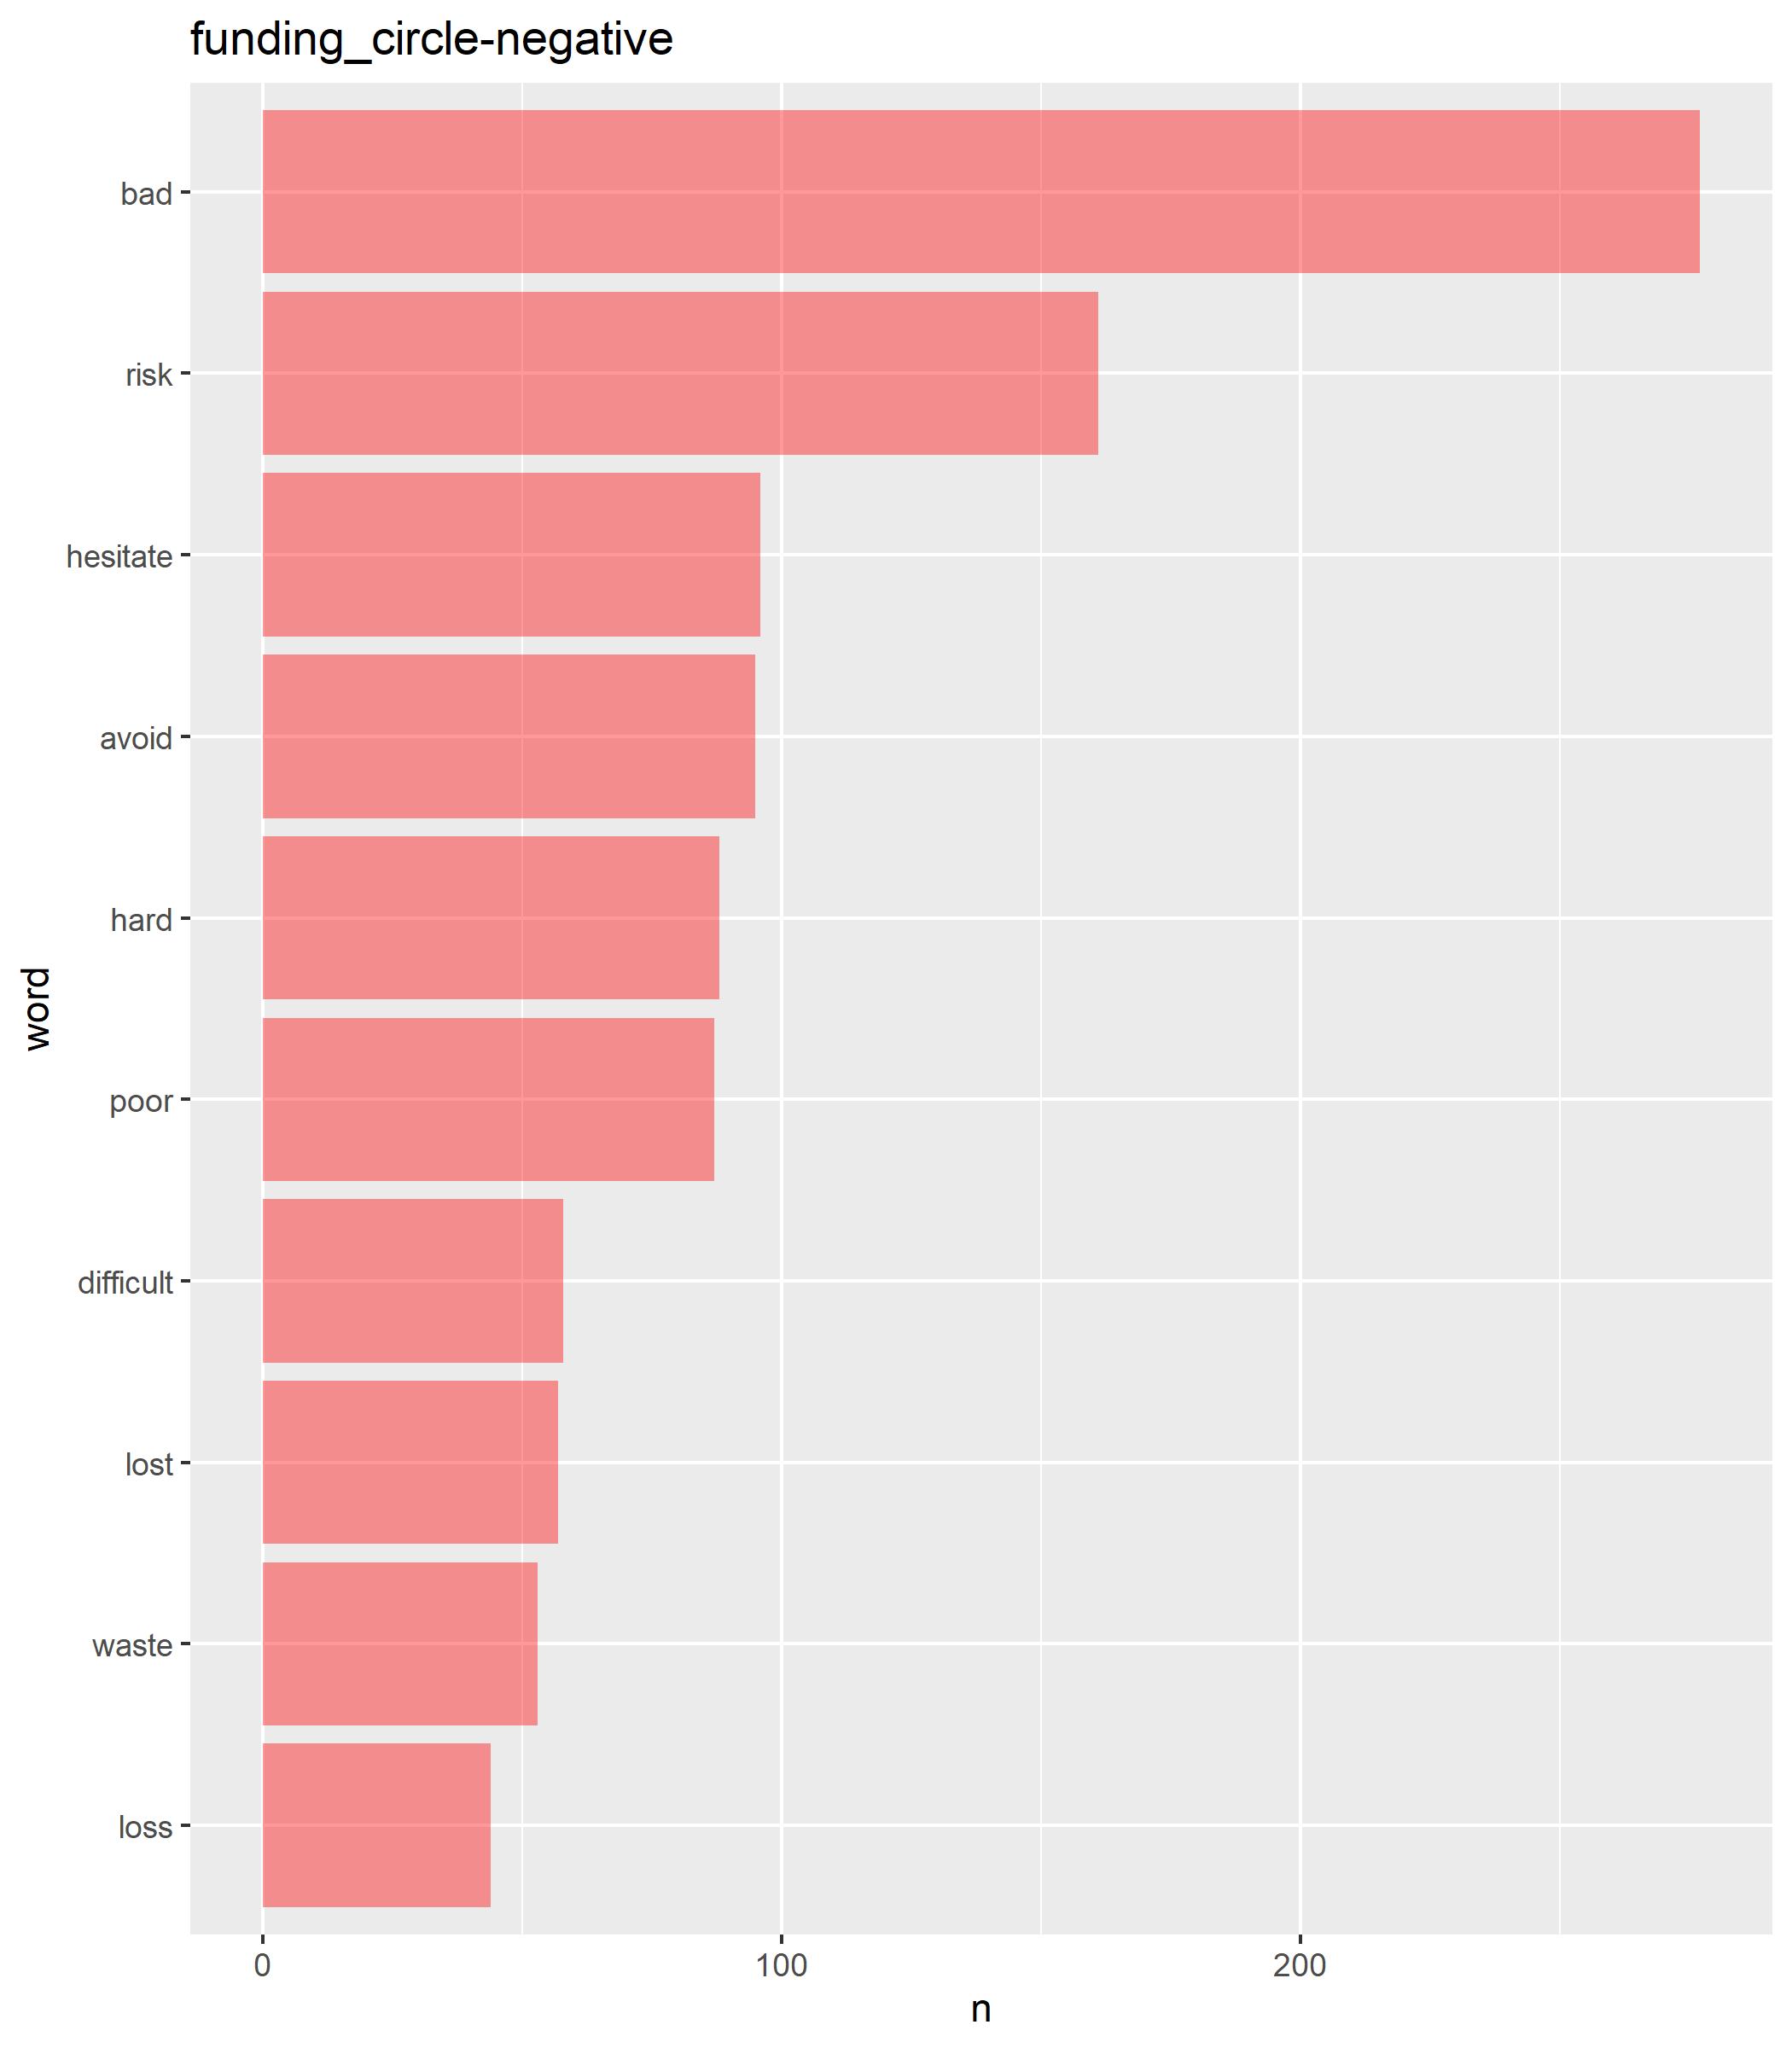 funding_circle-negative
bad
risk
hesitate
avoid
hard
poor
difficult
lost
waste
loss
word
0 100 200
n